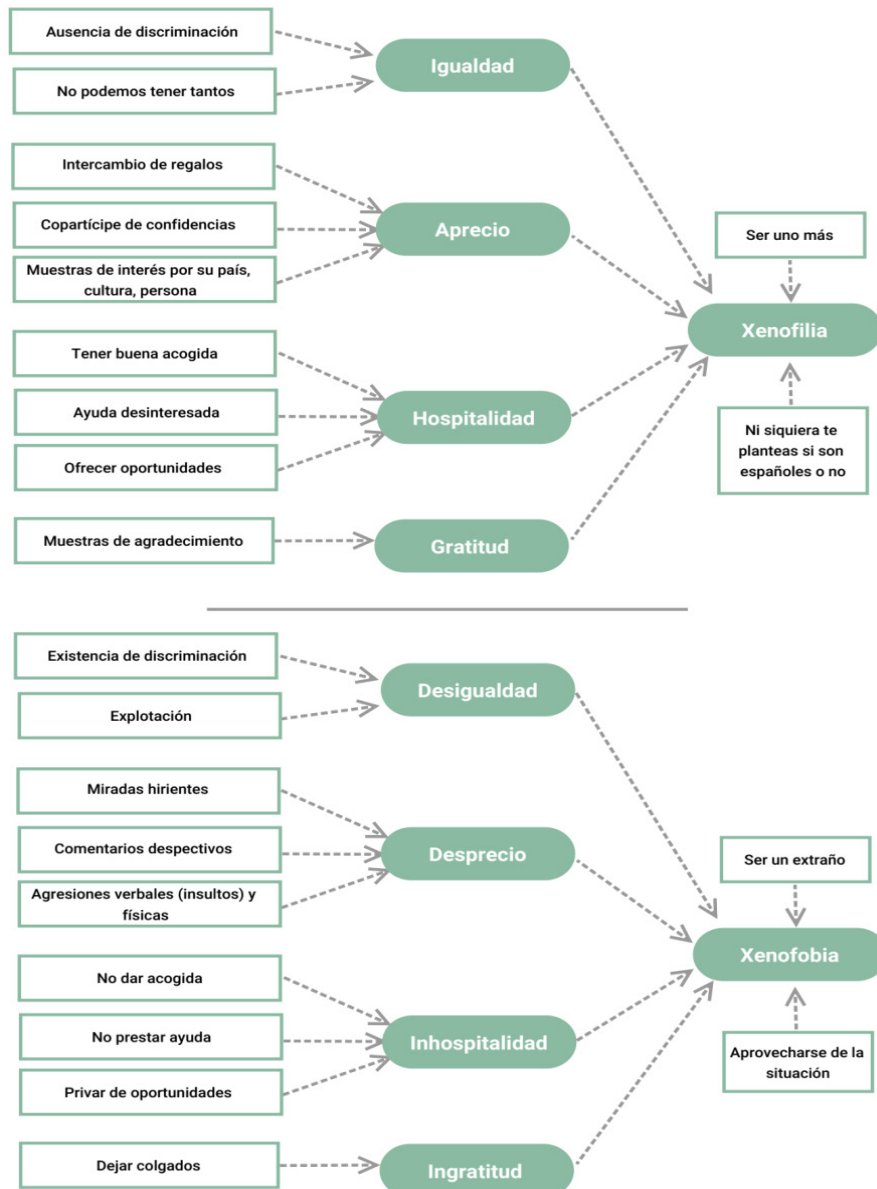 Ausencia de discriminación
No podemos tener tantos
Igualdad
Intercambio de regalos
Copartícipe de confidencias
Muestras de interés por su país,
cultura, persona
Aprecio
Tener buena acogida
Ayuda desinteresada
Ofrecer oportunidades
Hospitalidad
Muestras de agradecimiento
Gratitud
Ser uno más
Xenofilia
Ni siquiera te
planteas si son
españoles o no
Existencia de discriminación
Explotación
Desigualdad
Miradas hirientes
Comentarios despectivos
Agresiones verbales (insultos) y
físicas
Desprecio
No dar acogida
No prestar ayuda
Privar de oportunidades
Inhospitalidad
Dejar colgados
Ingratitud
Ser un extraño
Xenofobia
Aprovecharse de la
situación